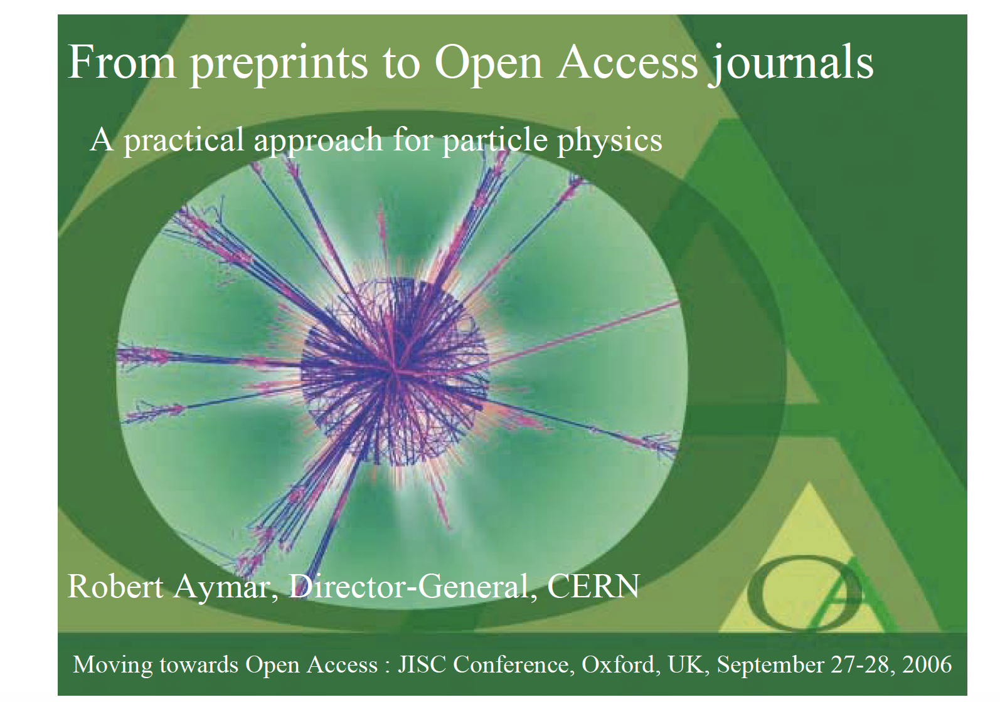 From preprints to Open Access journals
A practical approach for particle physics
Robert Aymar, Director-General, CERN
OA
Moving towards Open Access : JISC Conference, Oxford, UK, September 27-28, 2006